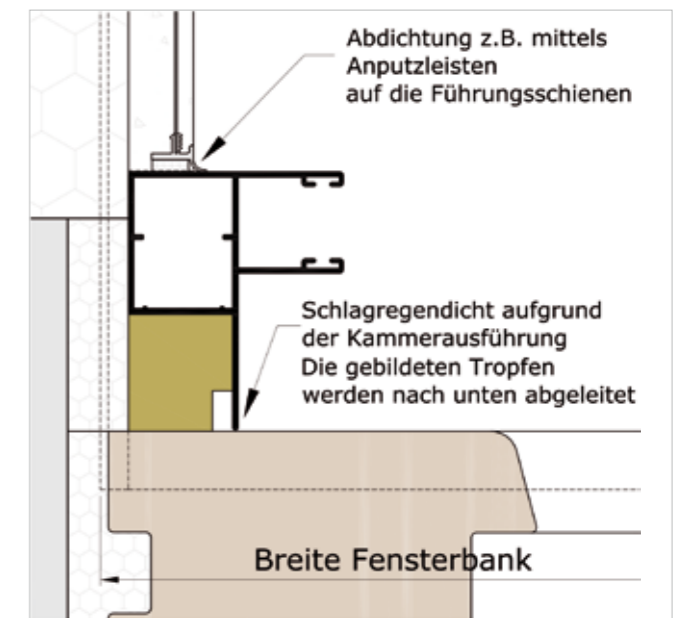 Abdichtung z.B. mittels
Anputzleisten
auf die Führungsschienen
Schlagregendicht aufgrund
der Kammerausführung
Die gebildeten Tropfen
werden nach unten abgeleitet
Breite Fensterbank